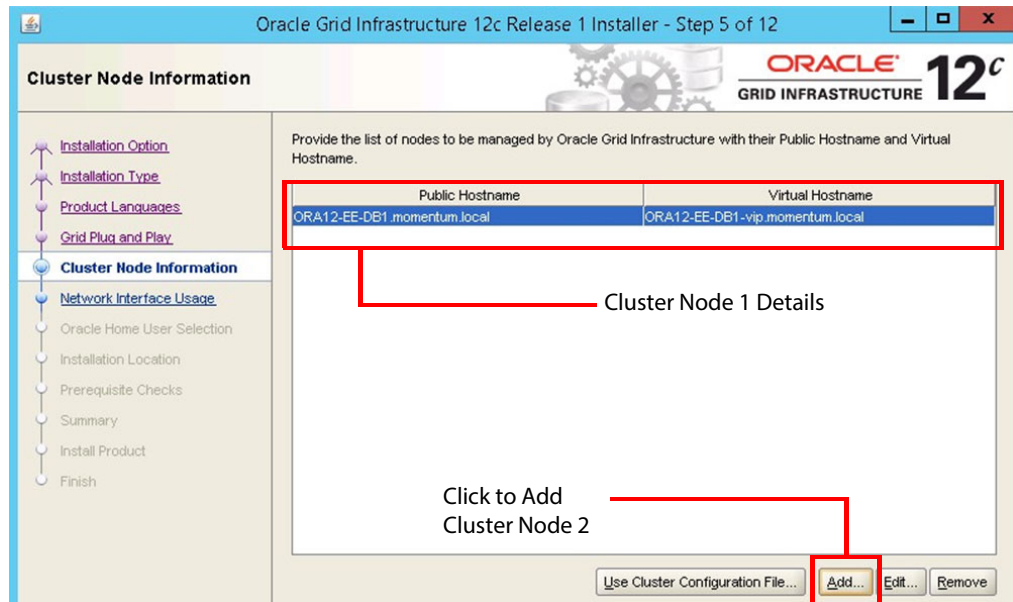 Oracle Grid Infrastructure 12c Release 1 Installer - Step 5 of 12
Cluster Node Information
ORACLE
GRID INFRASTRUCTURE 12c
Installation Option
Installation Type
Product Languages
Grid Plug and Play
Cluster Node Information
Network Interface Usage
Oracle Home User Selection
Installation Location
Prerequisite Checks
Summary
Install Product
Finish
Provide the list of nodes to be managed by Oracle Grid Infrastructure with their Public Hostname and Virtual
Hostname.
Public Hostname Virtual Hostname
ORA12-EE-DB1.momentum.local ORA12-EE-DB1-vip.momentum.local
Cluster Node 1 Details
Click to Add
Cluster Node 2
Use Cluster Configuration File... Add... Edit... Remove